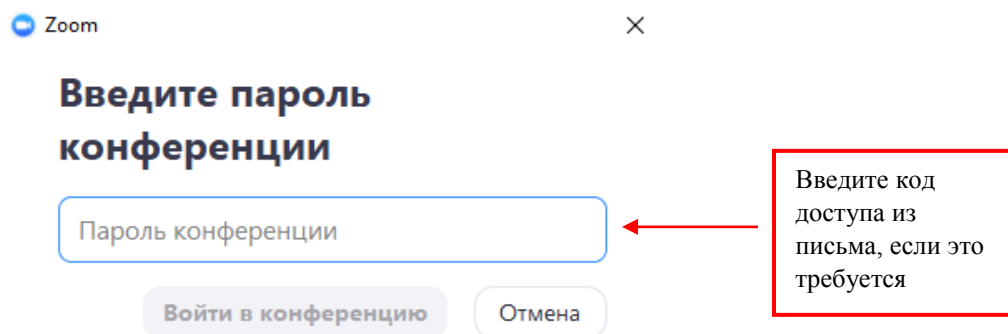 Zoom
Введите пароль
конференции
Пароль конференции
Войти в конференцию
Отмена
Введите код
доступа из
письма, если это
требуется